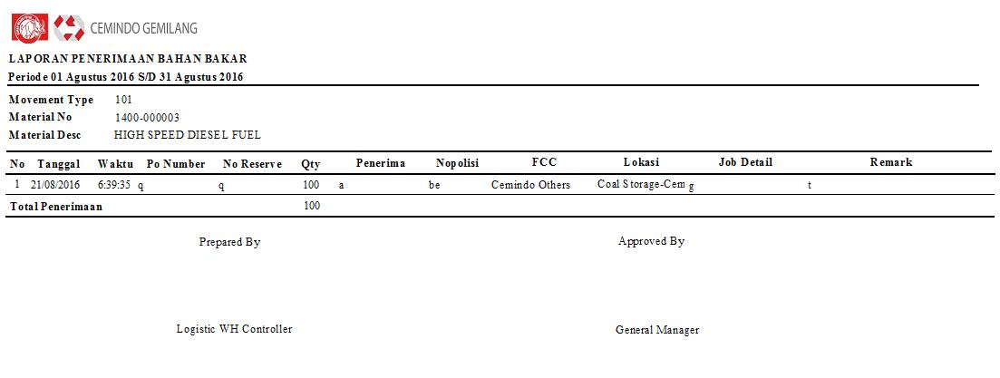 CEMINDO GEMILANG
LAPORAN PENERIMAAN BAHAN BAKAR
Periode 01 Agustus 2016 S/D 31 Agustus 2016
Movement Type 101
Material No 1400-000003
Material Desc HIGH SPEED DIESEL FUEL
No Tanggal Waktu Po Number No Reserve Qty Penerima Nopolisi FCC Lokasi Job Detail Remark
1 21/08/2016 6:39:35 q q 100 a be Cemindo Others Coal Storage-Cem g t
Total Penerimaan 100
Prepared By Approved By
Logistic WH Controller General Manager